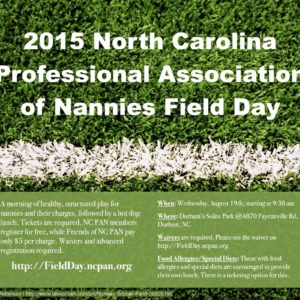 2015 North Carolina
Professional Association
of Nannies Field Day
A morning of healthy, structured play for
nannies and their charges, followed by a hot dog
lunch. Tickets are required. NC PAN members
register for free, while Friends of NC PAN pay
only $5 per charge. Waivers and advanced
registration required.
http://FieldDay.ncpan.org
When: Wednesday, August 19th; starting at 9:30 am
Where: Durham's Solite Park @4870 Fayetteville Rd,
Durham, NC
Waivers are required. Please see the waiver on
http://FieldDay.ncpan.org
Food Allergies/Special Diets: Those with food
allergies and special diets are encouraged to provide
their own lunch. There is a ticketing option for this.